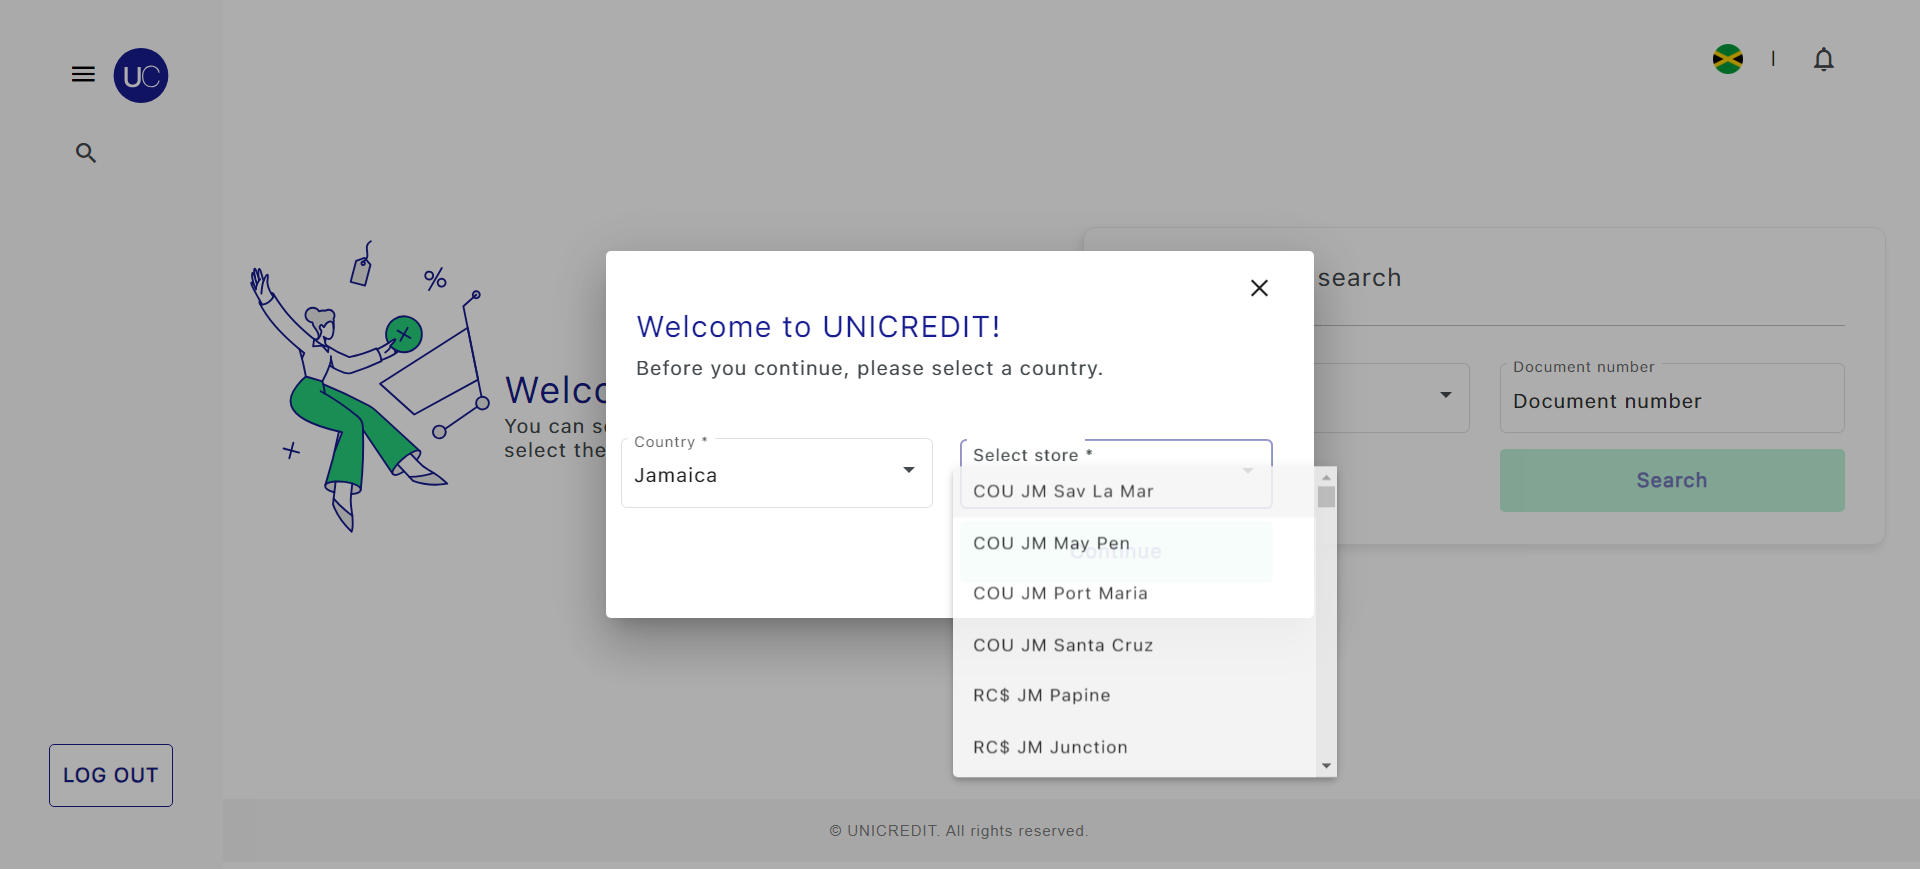 UC
search
Welcome to UNICREDIT!
Before you continue, please select a country.
Document number
Document number
Welco
You can s
select the
Country *
Jamaica
Select store *
Search
COU JM Sav La Mar
COU JM May Pen
Continue
COU JM Port Maria
COU JM Santa Cruz
RC$ JM Papine
RC$ JM Junction
LOG OUT
© UNICREDIT. All rights reserved.